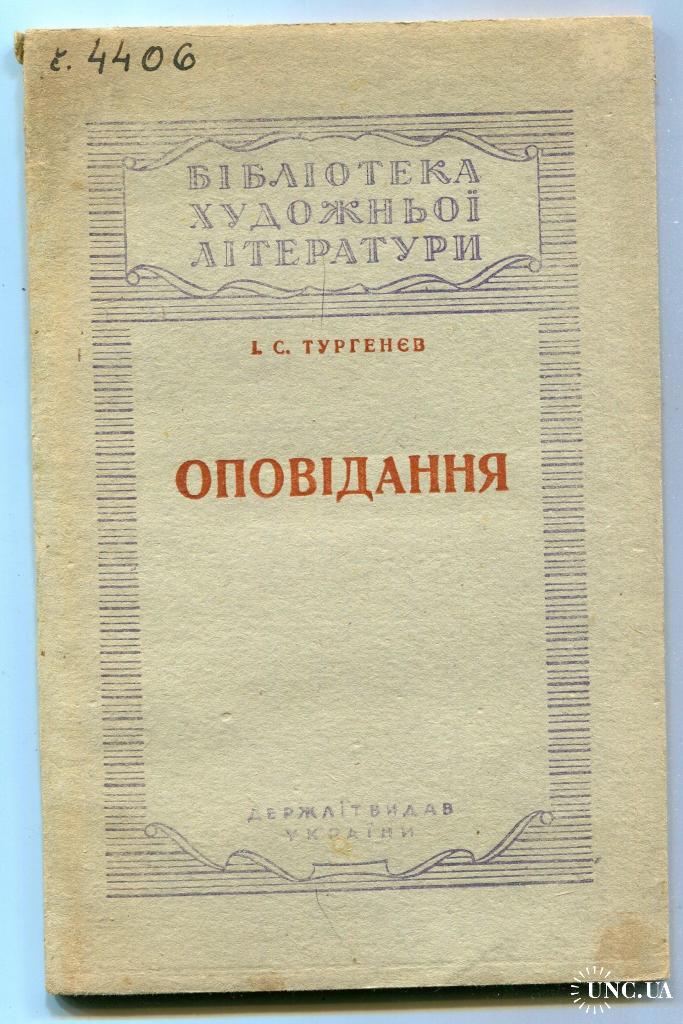 č. 4406
БІБЛІОТЕКА
ХУДОЖНЬОЇ
ЛІТЕРАТУРИ
І. С. ТУРГЕНЄВ
ОПОВІДАННЯ
ДЕРЖЛІТВИДАВ
УКРАЇНИ
UNC.UA